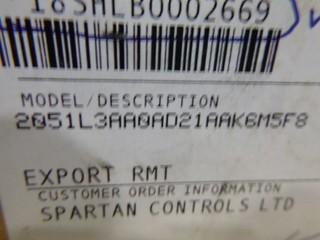 18SHLB0002669
MODEL/DESCRIPTION
2051L3AA0AD21AAK6M5F8
EXPORT RMT
CUSTOMER ORDER INFORMATION
SPARTAN CONTROLS LTD